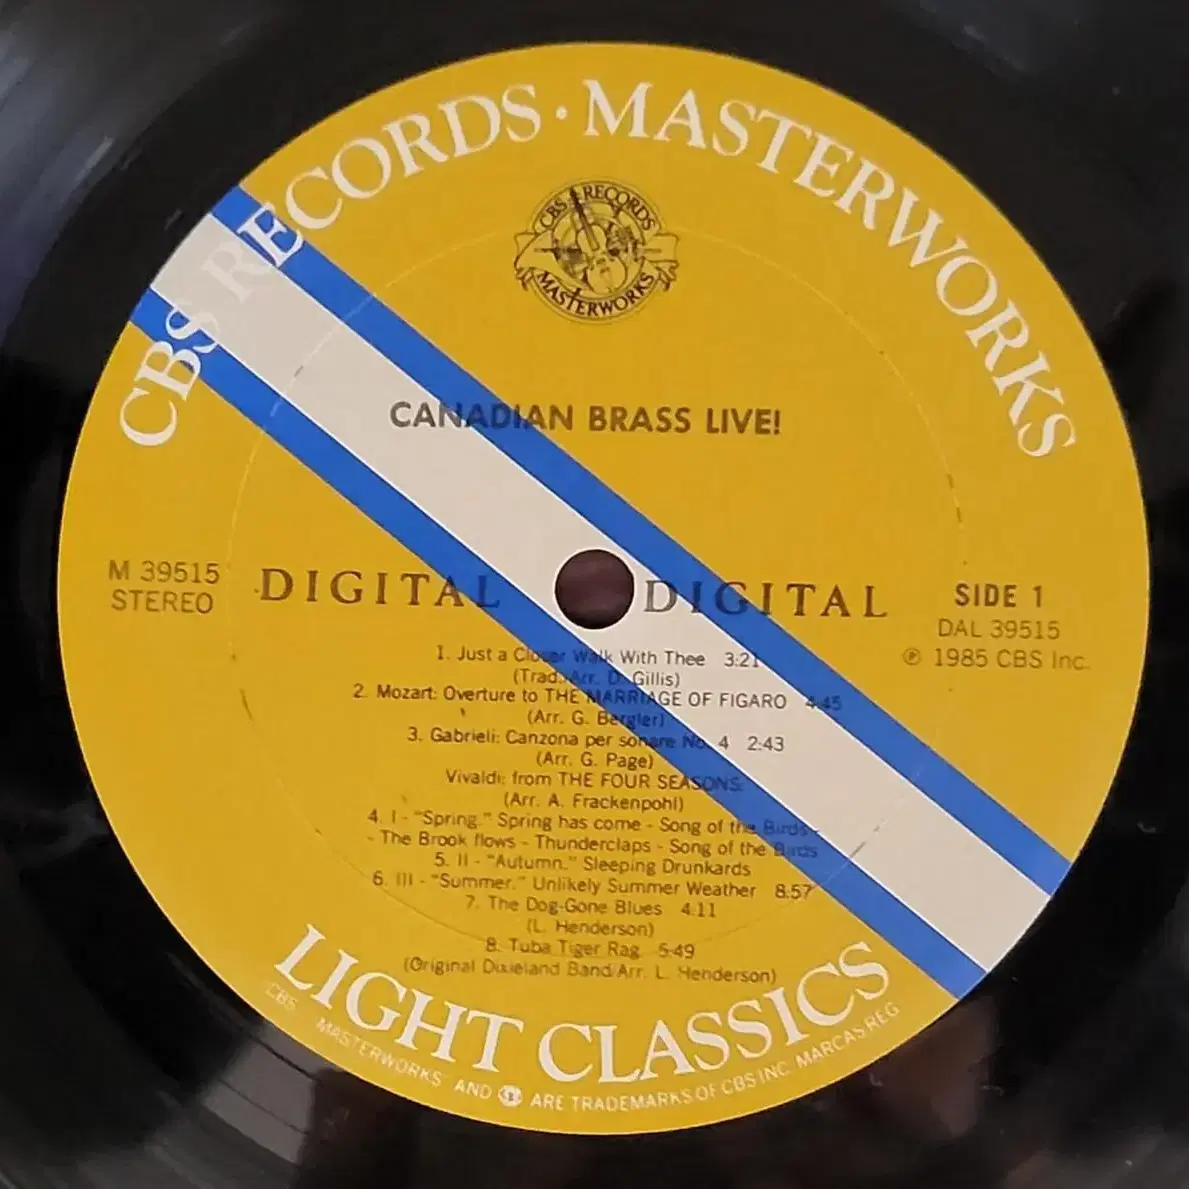 CBS RECORDS · MASTERWORKS
CBS RECORDS
MASTERWORKS
CANADIAN BRASS LIVE!
M 39515
STEREO
DIGITAL DIGITAL
SIDE 1
DAL 39515
℗ 1985 CBS Inc.
1. Just a Closer Walk With Thee 3:21
(Trad. Arr. D. Gillis)
2. Mozart: Overture to THE MARRIAGE OF FIGARO 4:45
(Arr. G. Bergler)
3. Gabrieli: Canzona per sonare No. 4 2:43
(Arr. G. Page)
Vivaldi: from THE FOUR SEASONS:
(Arr. A. Frackenpohl)
4. I - "Spring." Spring has come - Song of the Birds -
- The Brook flows - Thunderclaps - Song of the Birds
5. II - "Autumn." Sleeping Drunkards
6. III - "Summer." Unlikely Summer Weather 8:57
7. The Dog-Gone Blues 4:11
(L. Henderson)
8. Tuba Tiger Rag 5:49
(Original Dixieland Band/Arr. L. Henderson)
LIGHT CLASSICS
CBS MASTERWORKS AND ARE TRADEMARKS OF CBS INC. MARCAS REG